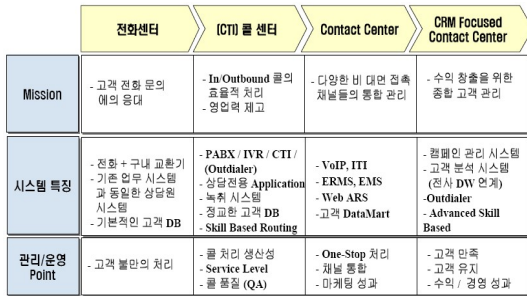 전화센터
(CTI) 콜 센터
Contact Center
CRM Focused
Contact Center
Mission
- 고객 전화 문의
에의 응대
- In/Outbound 콜의
효율적 처리
- 영업력 제고
- 다양한 비 대면 접촉
채널들의 통합 관리
- 수익 창출을 위한
종합 고객 관리
시스템 특징
- 전화 + 구내 교환기
- 기존 업무 시스템
과 동일한 상담원
시스템
- 기본적인 고객 DB
- PABX / IVR / CTI /
(Outdialer)
- 상담전용 Application
- 녹취 시스템
- 정교한 고객 DB
- Skill Based Routing
- VoIP, ITI
- ERMS, EMS
- Web ARS
-고객 DataMart
- 캠페인 관리 시스템
- 고객 분석 시스템
(전사 DW 연계)
-Outdialer
- Advanced Skill
Based
관리/운영
Point
- 고객 불만의 처리
- 콜 처리 생산성
- Service Level
- 콜 품질 (QA)
- One-Stop 처리
- 채널 통합
- 마케팅 성과
- 고객 만족
- 고객 유지
- 수익 / 경영 성과